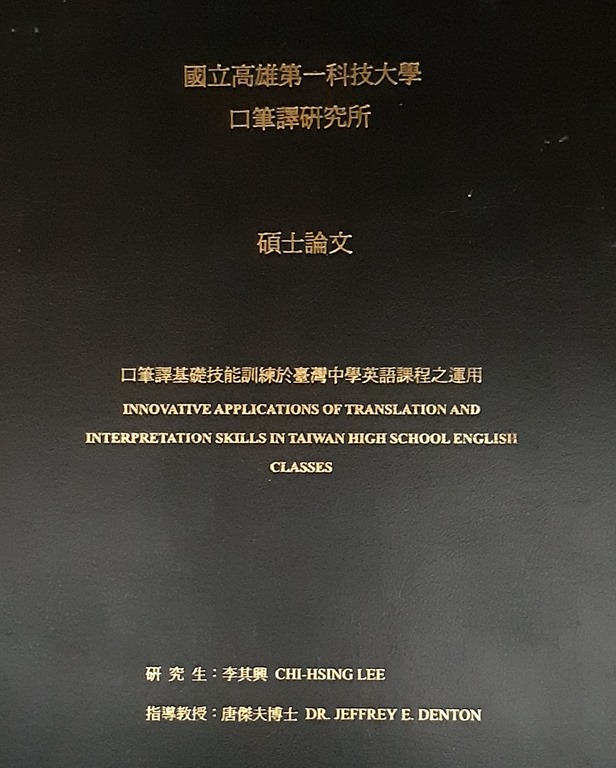 國立高雄第一科技大學
口筆譯研究所
碩士論文
口筆譯基礎技能訓練於臺灣中學英語課程之運用
INNOVATIVE APPLICATIONS OF TRANSLATION AND
INTERPRETATION SKILLS IN TAIWAN HIGH SCHOOL ENGLISH
CLASSES
研 究 生：李其興 CHI-HSING LEE
指導教授：唐傑夫博士 DR. JEFFREY E. DENTON